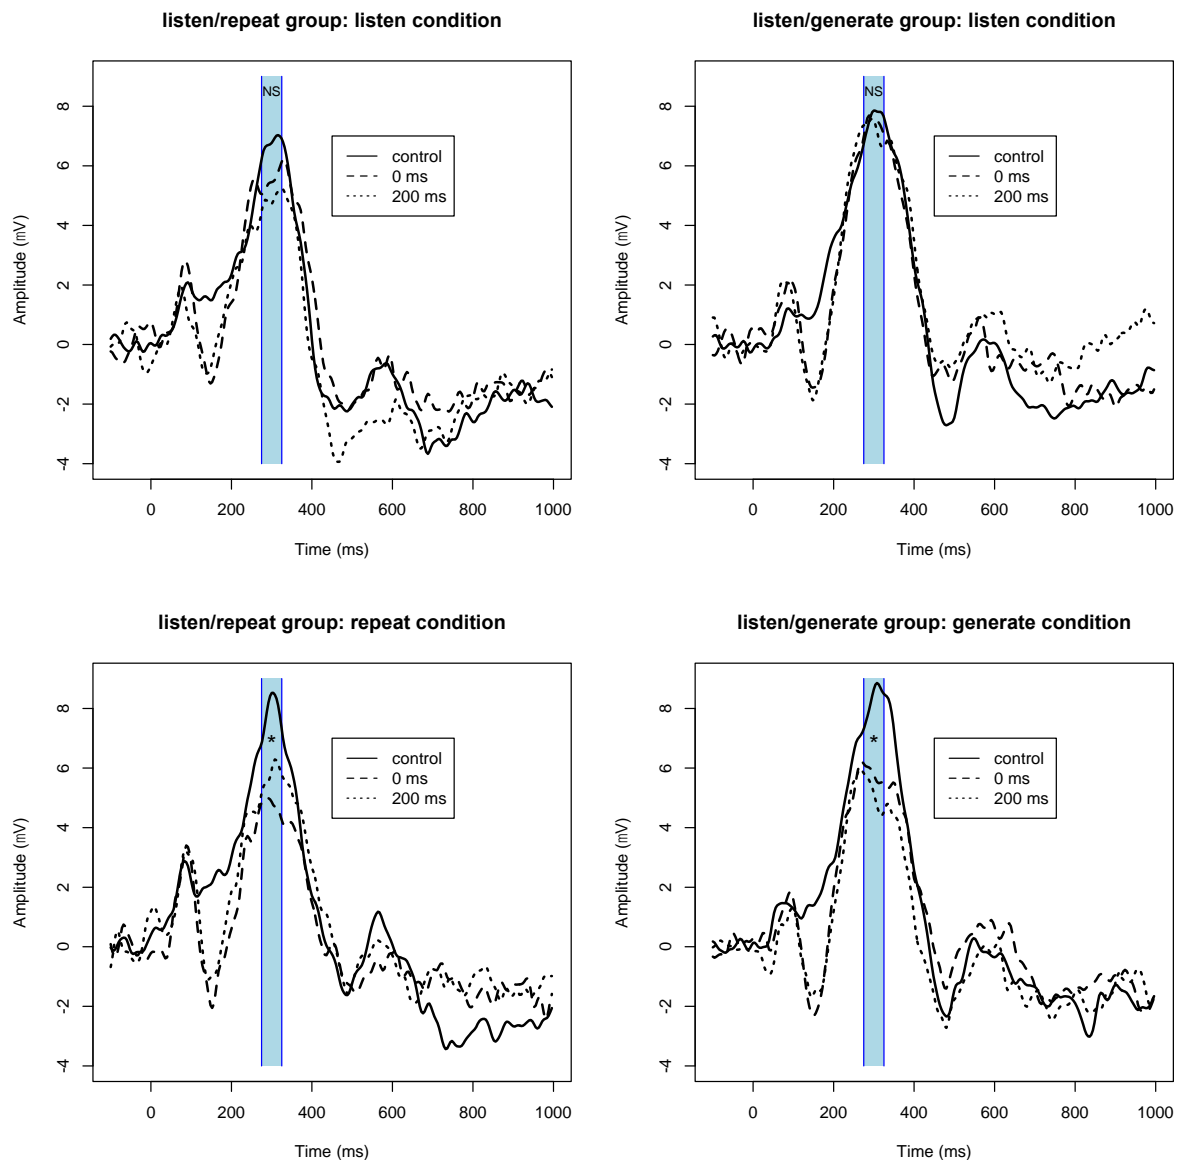 listen/repeat group: listen condition
Amplitude (mV)
8
6
4
2
0
-2
-4
NS
control
0 ms
200 ms
0 200 400 600 800 1000
Time (ms)
listen/generate group: listen condition
Amplitude (mV)
8
6
4
2
0
-2
-4
NS
control
0 ms
200 ms
0 200 400 600 800 1000
Time (ms)
listen/repeat group: repeat condition
Amplitude (mV)
8
6
4
2
0
-2
-4
*
control
0 ms
200 ms
0 200 400 600 800 1000
Time (ms)
listen/generate group: generate condition
Amplitude (mV)
8
6
4
2
0
-2
-4
*
control
0 ms
200 ms
0 200 400 600 800 1000
Time (ms)